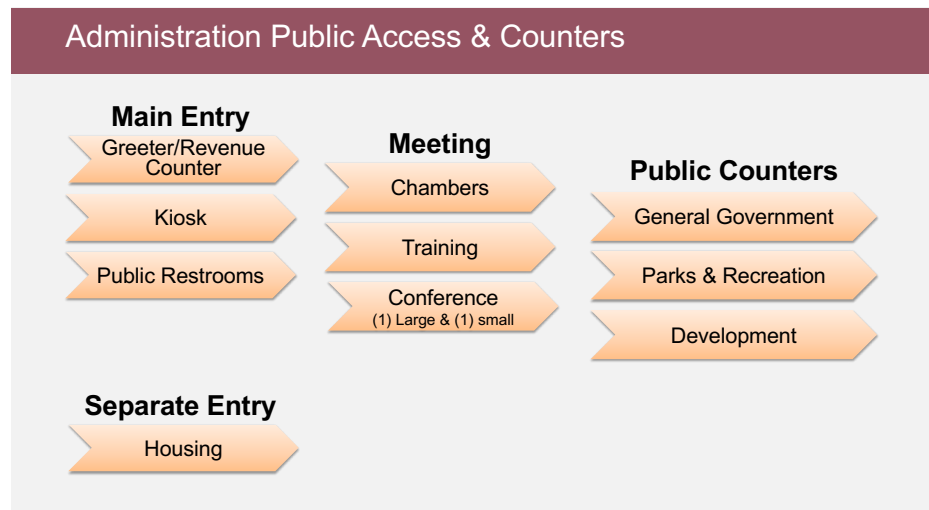 Administration Public Access & Counters
Main Entry
Greeter/Revenue
Counter
Kiosk
Public Restrooms
Meeting
Chambers
Training
Conference
(1) Large & (1) small
Public Counters
General Government
Parks & Recreation
Development
Separate Entry
Housing